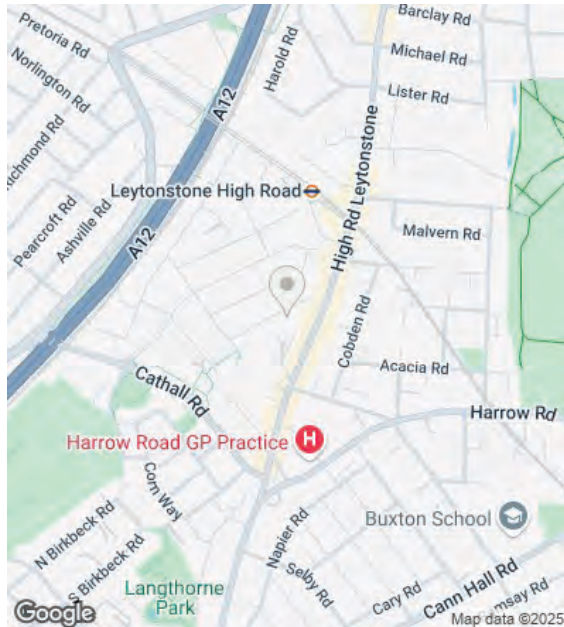 Barclay Rd
Pretoria Rd
Harold Rd
Michael Rd
Norlington Rd
Lister Rd
A12
Richmond Rd
Leytonstone High Road
High Rd Leytonstone
Pearcroft Rd
Ashville Rd
A12
Malvern Rd
Cobden Rd
Acacia Rd
Cathall Rd
Harrow Rd
Harrow Road GP Practice
H
Corn Way
Napier Rd
Buxton School
N Birkbeck Rd
S Birkbeck Rd
Selby Rd
Cann Hall Rd
Langthorne
Park
Cary Rd
msay Rd
Google
Map data ©2025